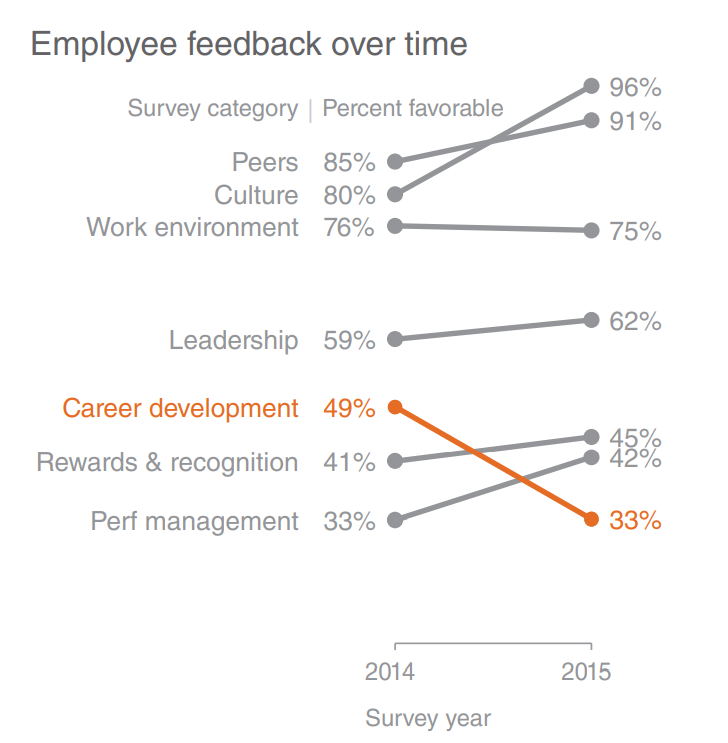 Employee feedback over time
96%
Survey category | Percent favorable
91%
Peers 85%
Culture 80%
Work environment 76% 75%
Leadership 59% 62%
Career development 49%
45%
Rewards & recognition 41% 42%
Perf management 33% 33%
2014 2015
Survey year